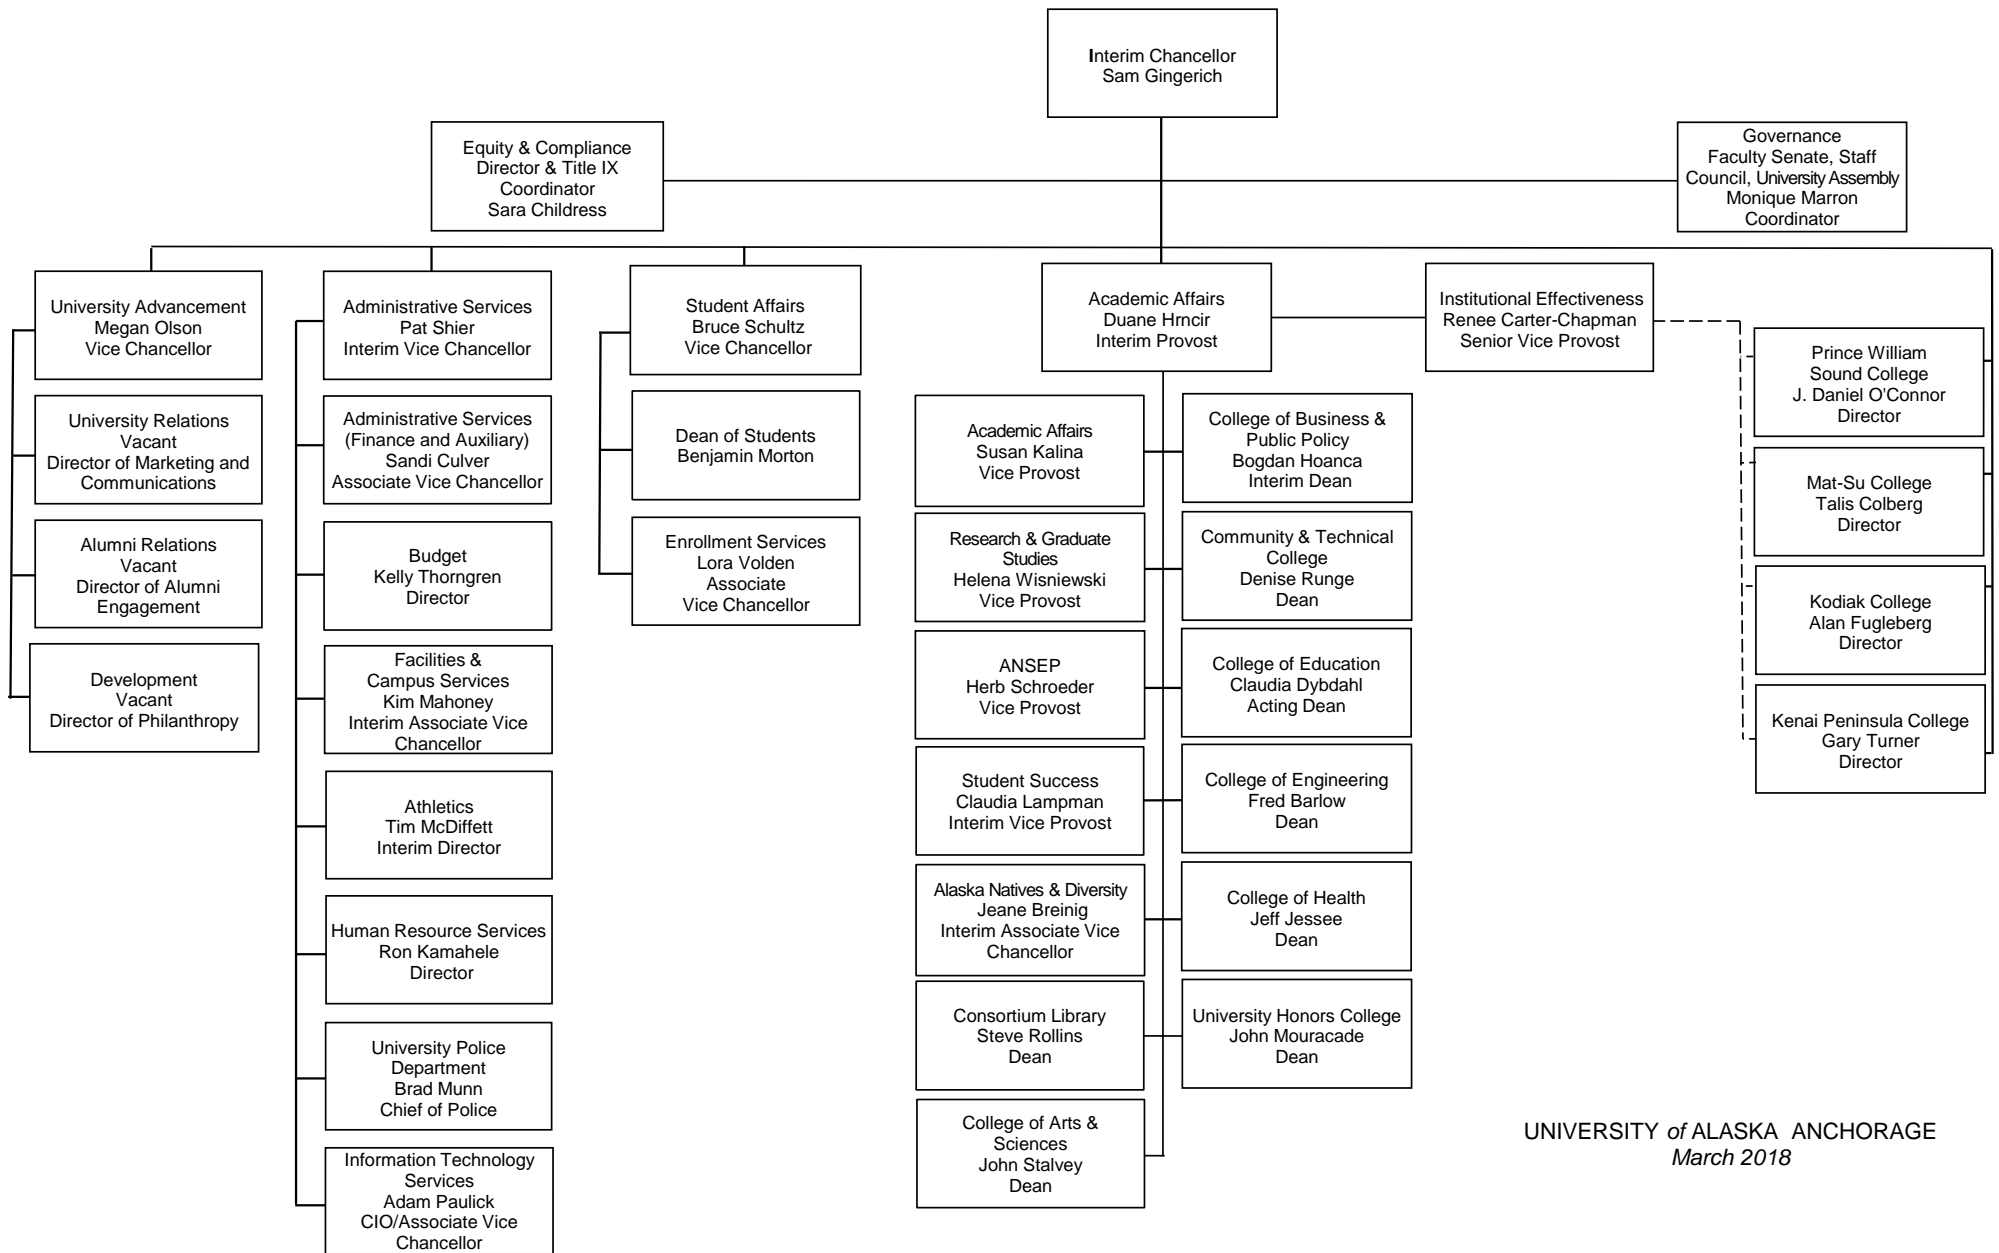 Interim Chancellor
Sam Gingerich
Equity & Compliance
Director & Title IX
Coordinator
Sara Childress
Governance
Faculty Senate, Staff
Council, University Assembly
Monique Marron
Coordinator
University Advancement
Megan Olson
Vice Chancellor
University Relations
Vacant
Director of Marketing and
Communications
Alumni Relations
Vacant
Director of Alumni
Engagement
Development
Vacant
Director of Philanthropy
Administrative Services
Pat Shier
Interim Vice Chancellor
Administrative Services
(Finance and Auxiliary)
Sandi Culver
Associate Vice Chancellor
Budget
Kelly Thorngren
Director
Facilities &
Campus Services
Kim Mahoney
Interim Associate Vice
Chancellor
Athletics
Tim McDiffett
Interim Director
Human Resource Services
Ron Kamahele
Director
University Police
Department
Brad Munn
Chief of Police
Information Technology
Services
Adam Paulick
CIO/Associate Vice
Chancellor
Student Affairs
Bruce Schultz
Vice Chancellor
Dean of Students
Benjamin Morton
Enrollment Services
Lora Volden
Associate
Vice Chancellor
Academic Affairs
Duane Hrncir
Interim Provost
Institutional Effectiveness
Renee Carter-Chapman
Senior Vice Provost
Academic Affairs
Susan Kalina
Vice Provost
Research & Graduate
Studies
Helena Wisniewski
Vice Provost
ANSEP
Herb Schroeder
Vice Provost
Student Success
Claudia Lampman
Interim Vice Provost
Alaska Natives & Diversity
Jeane Breinig
Interim Associate Vice
Chancellor
Consortium Library
Steve Rollins
Dean
College of Arts &
Sciences
John Stalvey
Dean
College of Business &
Public Policy
Bogdan Hoanca
Interim Dean
Community & Technical
College
Denise Runge
Dean
College of Education
Claudia Dybdahl
Acting Dean
College of Engineering
Fred Barlow
Dean
College of Health
Jeff Jessee
Dean
University Honors College
John Mouracade
Dean
Prince William
Sound College
J. Daniel O'Connor
Director
Mat-Su College
Talis Colberg
Director
Kodiak College
Alan Fugleberg
Director
Kenai Peninsula College
Gary Turner
Director
UNIVERSITY of ALASKA ANCHORAGE
March 2018